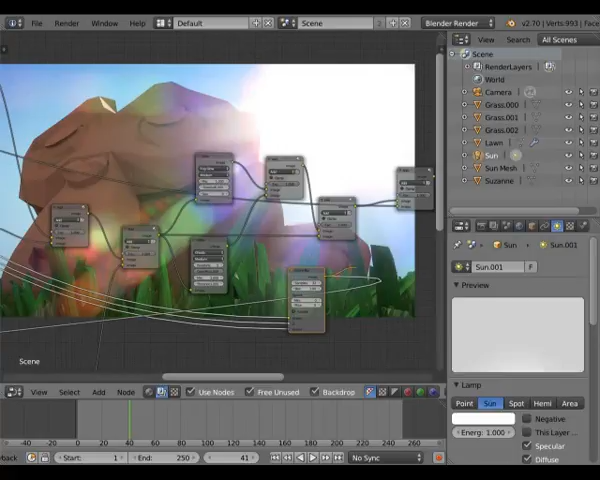 File Render Window Help Default Scene 2 Blender Render v2.70 | Verts:993 | Face
View Search All Scenes
Scene
RenderLayers
World
Camera
Grass.000
Grass.001
Grass.002
Lawn
Sun
Sun Mesh
Suzanne
Sun Sun.001
Sun.001 F
Preview
Lamp
Point Sun Spot Hemi Area
Negative
Energ: 1.000 This Layer ...
Specular
Diffuse
Scene
View Select Add Node Use Nodes Free Unused Backdrop
-40 -20 0 20 40 60 80 100 120 140 160 180 200 220 240 260
yback Start: 1 End: 250 41 No Sync